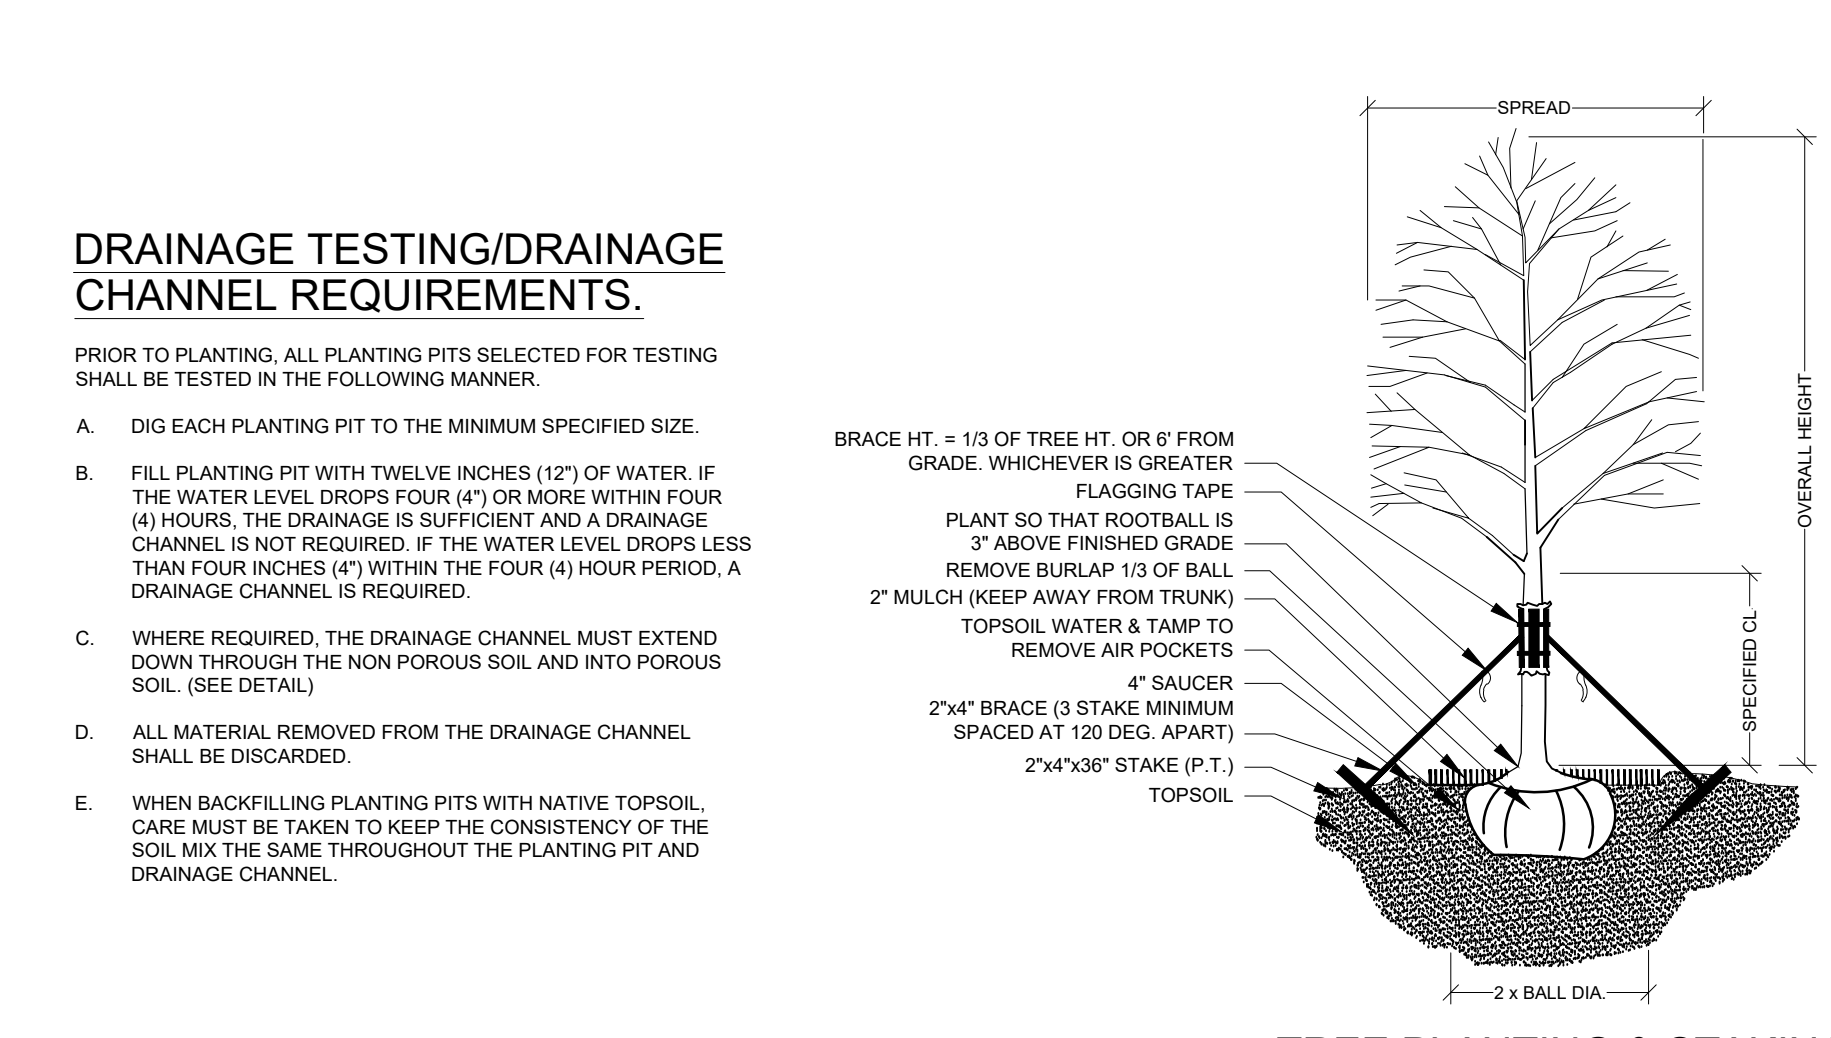 DRAINAGE TESTING/DRAINAGE
CHANNEL REQUIREMENTS.
PRIOR TO PLANTING, ALL PLANTING PITS SELECTED FOR TESTING
SHALL BE TESTED IN THE FOLLOWING MANNER.
A. DIG EACH PLANTING PIT TO THE MINIMUM SPECIFIED SIZE.
B. FILL PLANTING PIT WITH TWELVE INCHES (12") OF WATER. IF
THE WATER LEVEL DROPS FOUR (4") OR MORE WITHIN FOUR
(4) HOURS, THE DRAINAGE IS SUFFICIENT AND A DRAINAGE
CHANNEL IS NOT REQUIRED. IF THE WATER LEVEL DROPS LESS
THAN FOUR INCHES (4") WITHIN THE FOUR (4) HOUR PERIOD, A
DRAINAGE CHANNEL IS REQUIRED.
C. WHERE REQUIRED, THE DRAINAGE CHANNEL MUST EXTEND
DOWN THROUGH THE NON POROUS SOIL AND INTO POROUS
SOIL. (SEE DETAIL)
D. ALL MATERIAL REMOVED FROM THE DRAINAGE CHANNEL
SHALL BE DISCARDED.
E. WHEN BACKFILLING PLANTING PITS WITH NATIVE TOPSOIL,
CARE MUST BE TAKEN TO KEEP THE CONSISTENCY OF THE
SOIL MIX THE SAME THROUGHOUT THE PLANTING PIT AND
DRAINAGE CHANNEL.
SPREAD
BRACE HT. = 1/3 OF TREE HT. OR 6' FROM
GRADE. WHICHEVER IS GREATER
FLAGGING TAPE
PLANT SO THAT ROOTBALL IS
3" ABOVE FINISHED GRADE
REMOVE BURLAP 1/3 OF BALL
2" MULCH (KEEP AWAY FROM TRUNK)
TOPSOIL WATER & TAMP TO
REMOVE AIR POCKETS
4" SAUCER
2"x4" BRACE (3 STAKE MINIMUM
SPACED AT 120 DEG. APART)
2"x4"x36" STAKE (P.T.)
TOPSOIL
SPECIFIED CL.
OVERALL HEIGHT
2 x BALL DIA.
TREE PLANTING & STAKIN